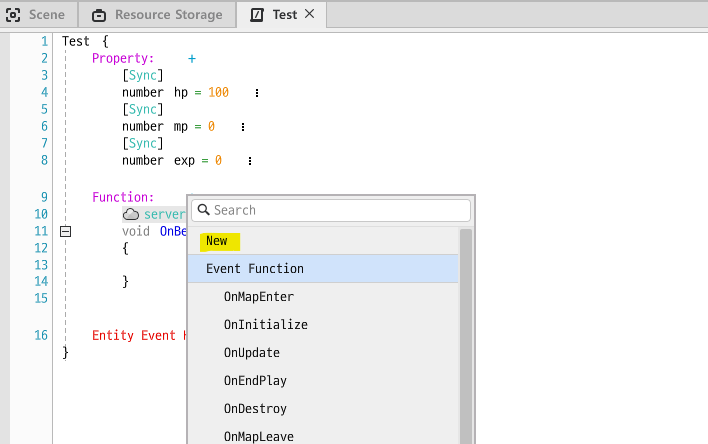 Scene Resource Storage Test
1 Test {
2 Property: +
3 [Sync]
4 number hp = 100
5 [Sync]
6 number mp = 0
7 [Sync]
8 number exp = 0
9 Function:
10 server
11 void OnBe
12 {
13
14 }
15
16 Entity Event
}
Search
New
Event Function
OnMapEnter
OnInitialize
OnUpdate
OnEndPlay
OnDestroy
OnMapLeave